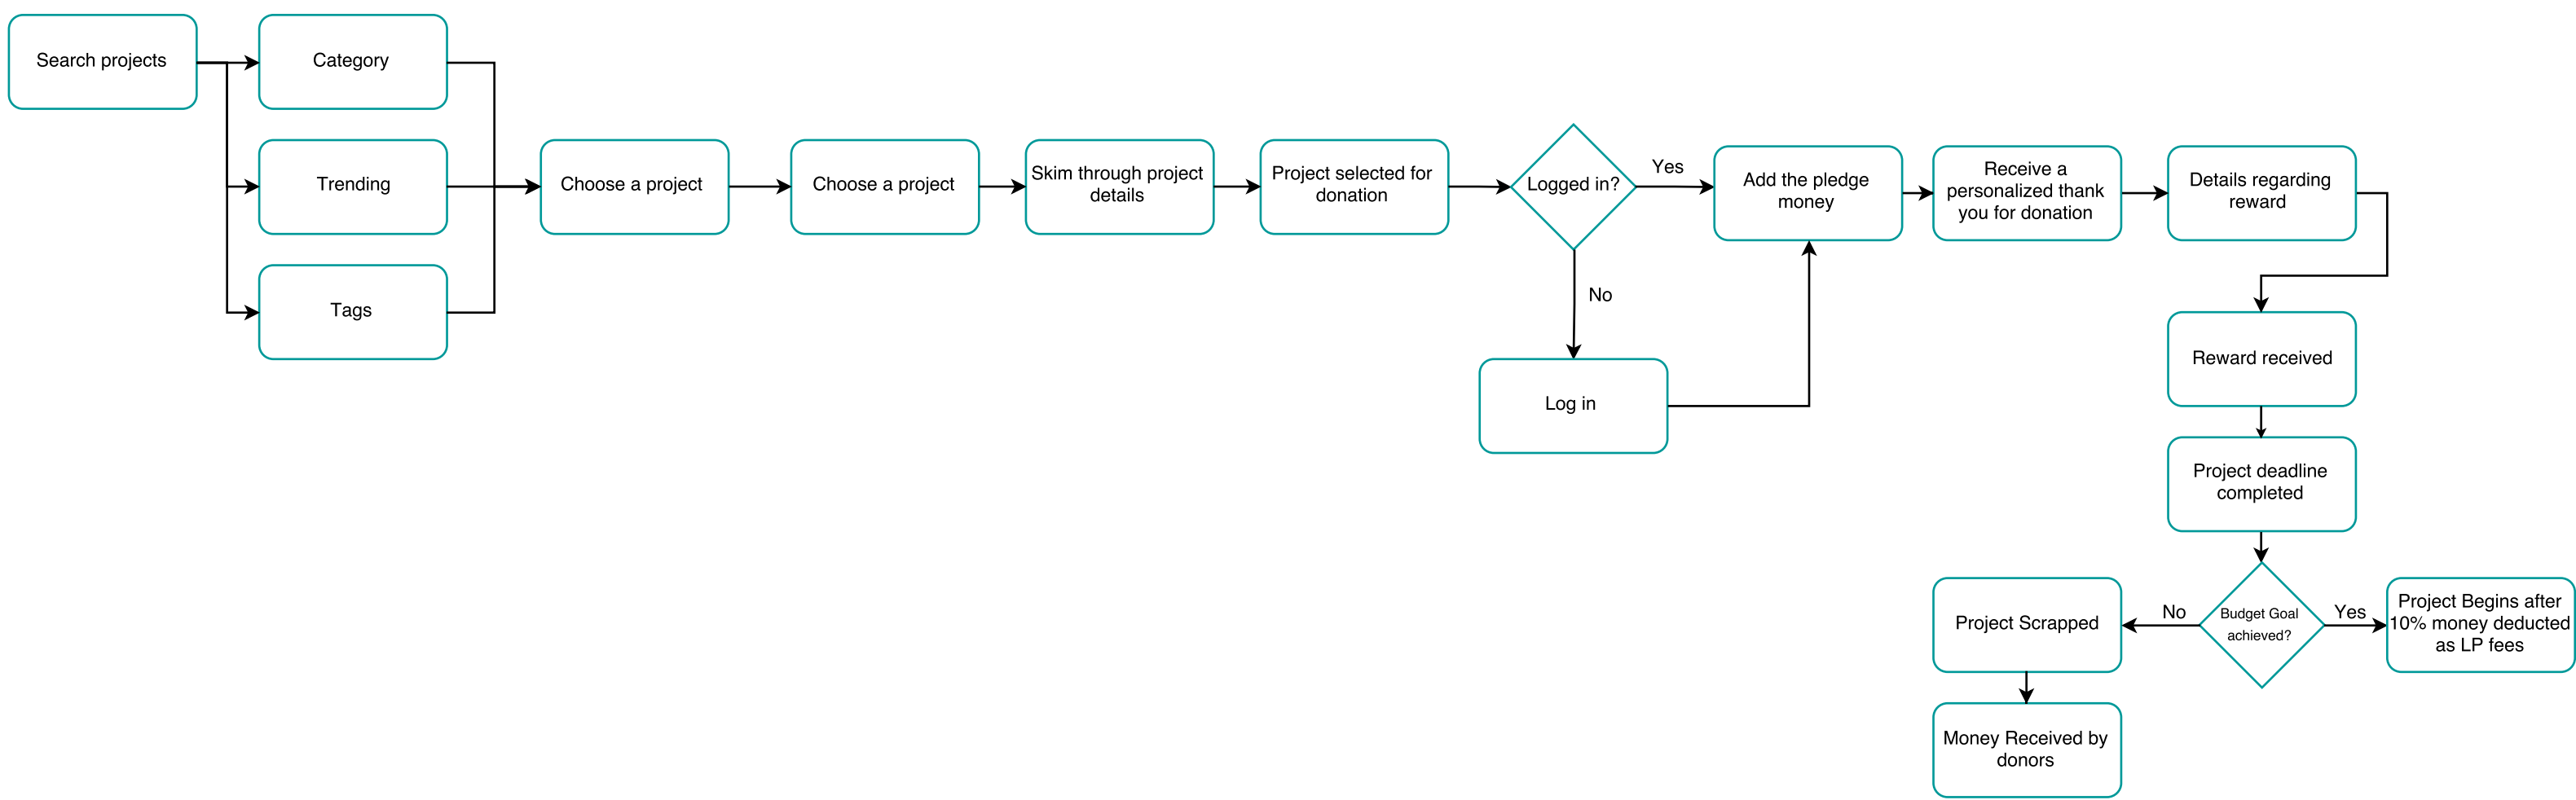 Search projects
Category
Trending
Tags
Choose a project
Choose a project
Skim through project
details
Project selected for
donation
Logged in?
Yes
No
Log in
Add the pledge
money
Receive a
personalized thank
you for donation
Details regarding
reward
Reward received
Project deadline
completed
Budget Goal
achieved?
No
Yes
Project Scrapped
Project Begins after
10% money deducted
as LP fees
Money Received by
donors